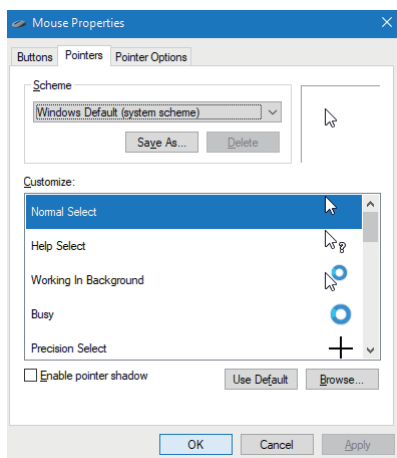 Mouse Properties
Buttons Pointers Pointer Options
Scheme
Windows Default (system scheme)
Save As... Delete
Customize:
Normal Select
Help Select
Working In Background
Busy
Precision Select
Enable pointer shadow Use Default Browse...
OK Cancel Apply